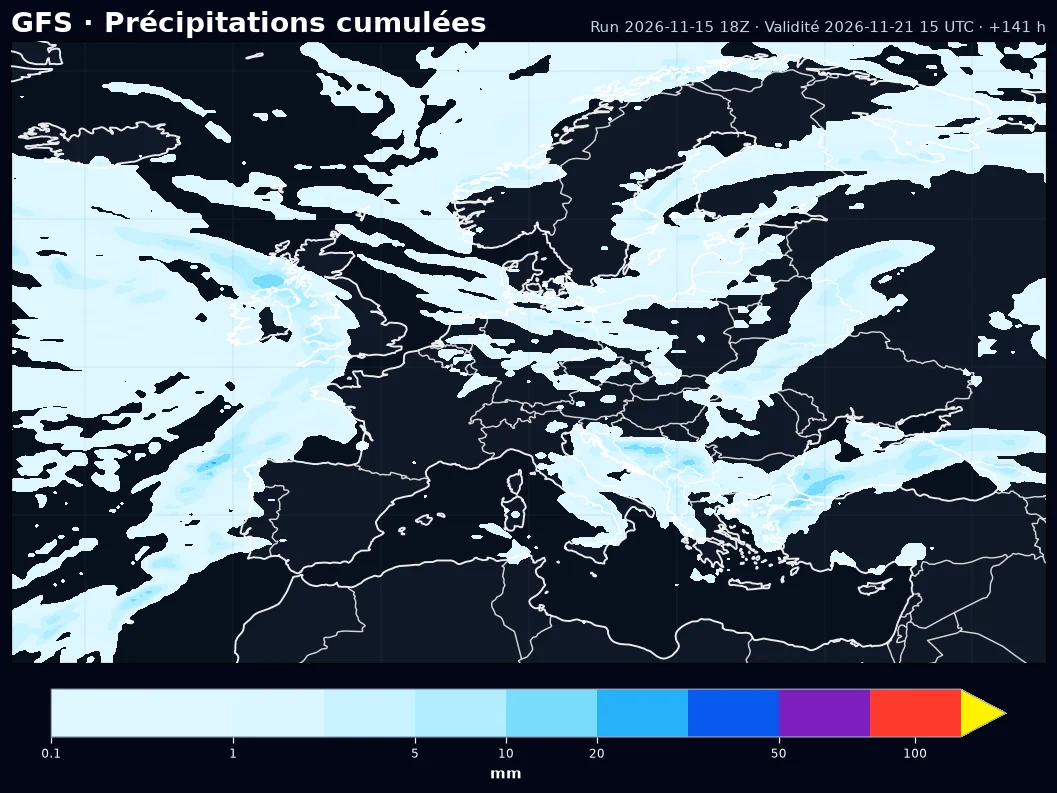 GFS · Précipitations cumulées
Run 2026-11-15 18Z · Validité 2026-11-21 15 UTC · +141 h
0.1 1 5 10 20 50 100
mm